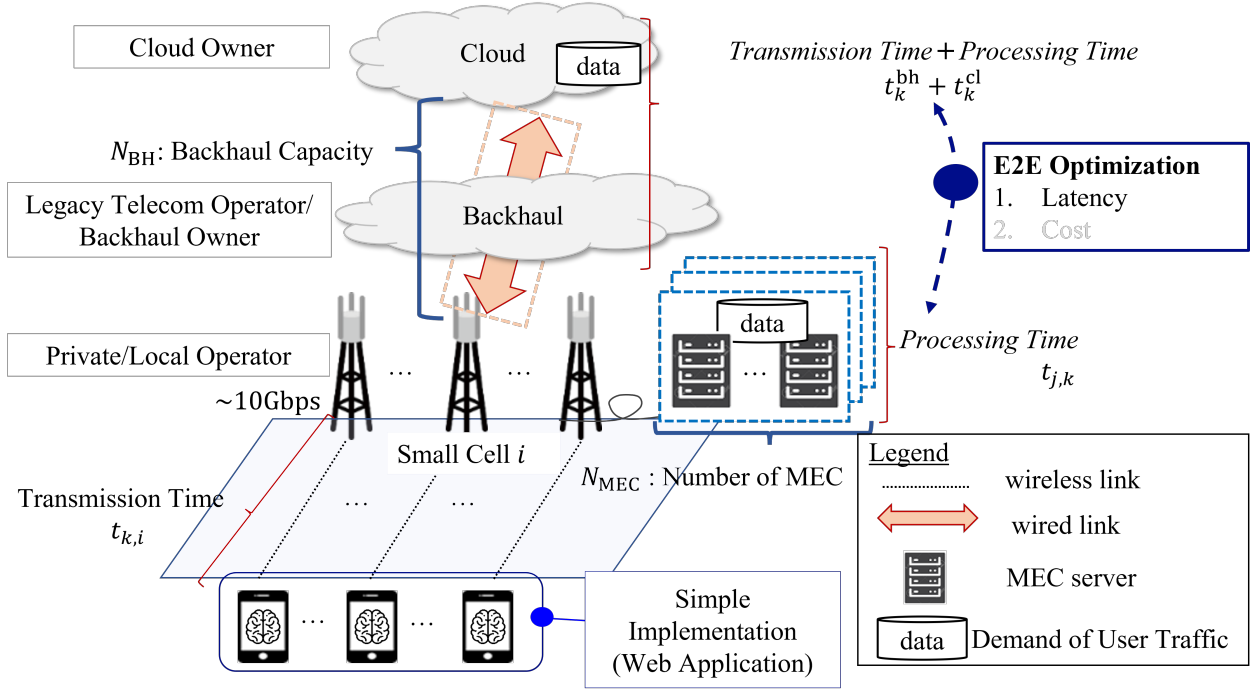 Cloud Owner
Cloud
data
Transmission Time + Processing Time
t_k^bh + t_k^cl
N_BH: Backhaul Capacity
E2E Optimization
1. Latency
2. Cost
Legacy Telecom Operator/
Backhaul Owner
Backhaul
data
...
Private/Local Operator
... ...
Processing Time
t_j,k
~10Gbps
Small Cell i
N_MEC : Number of MEC
Transmission Time
t_k,i
... ...
Legend
wireless link
wired link
MEC server
data
Demand of User Traffic
... ...
Simple
Implementation
(Web Application)